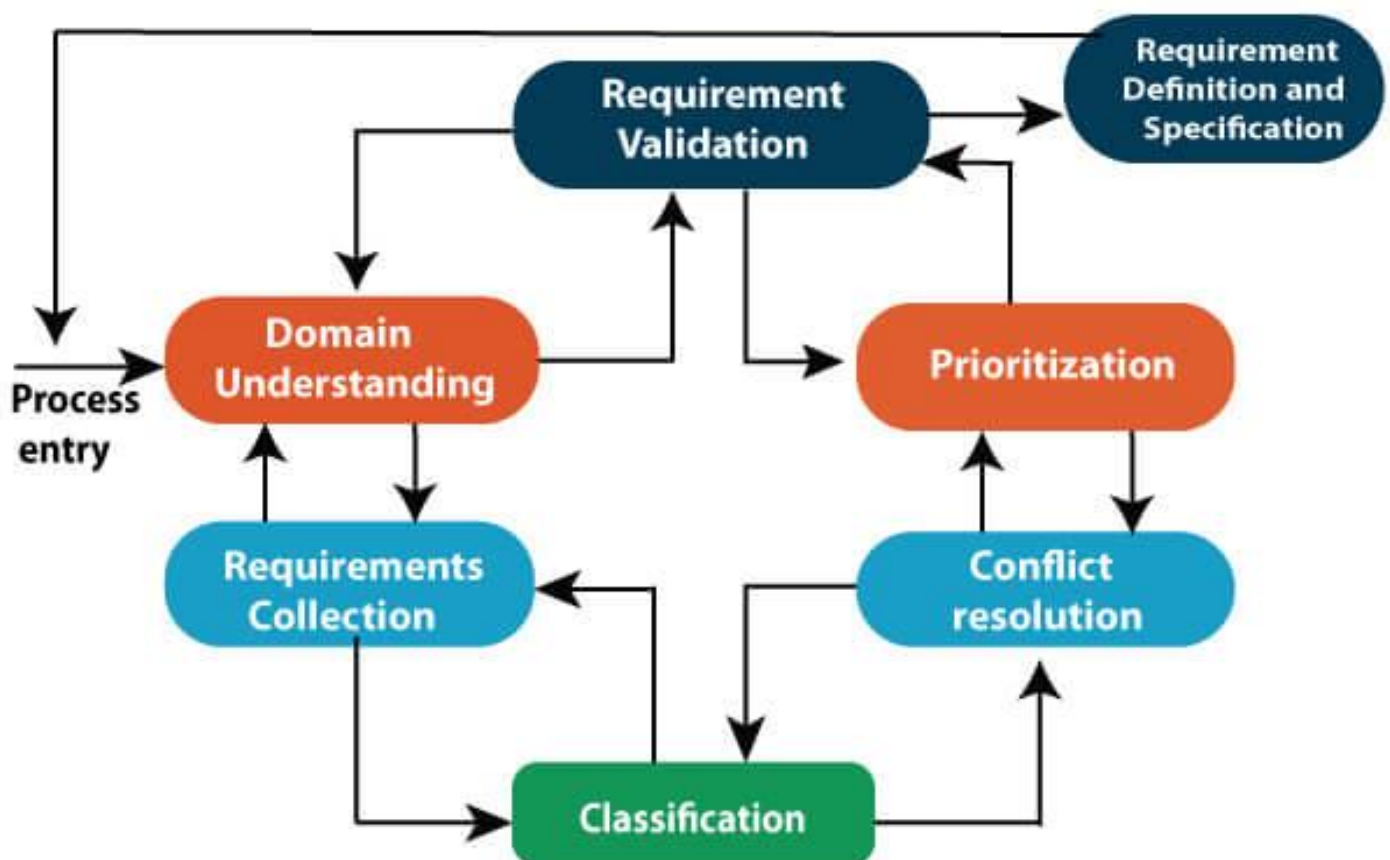 Requirement
Definition and
Specification
Requirement
Validation
Domain
Understanding
Prioritization
Process
entry
Requirements
Collection
Conflict
resolution
Classification